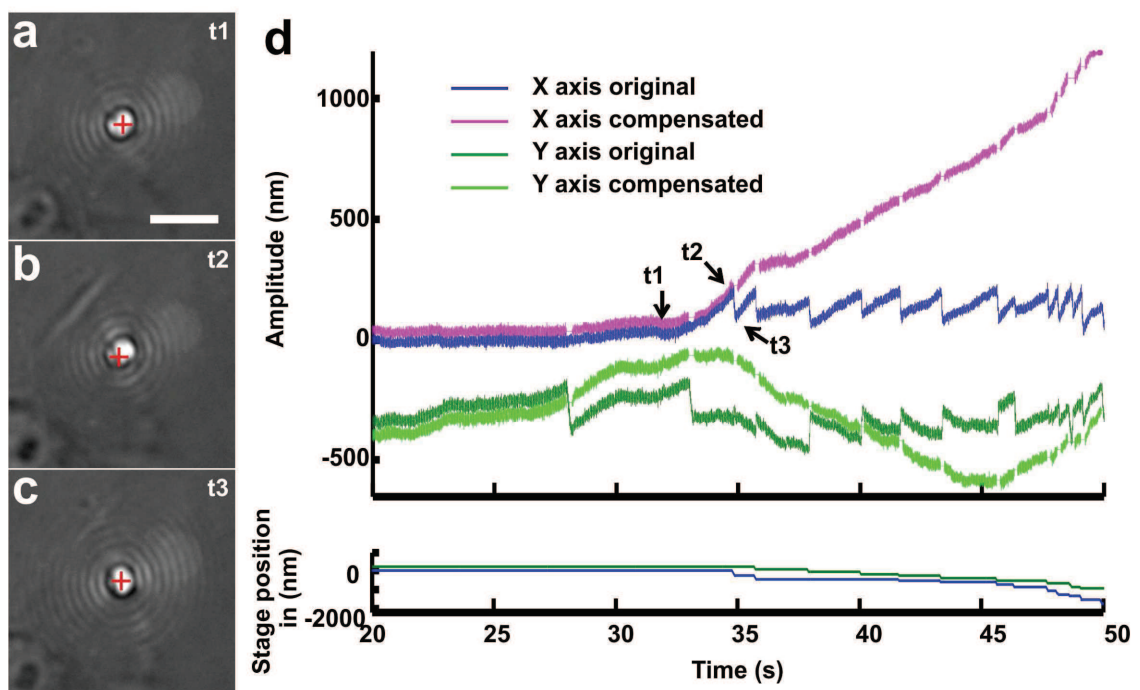 a
t1
b
t2
c
t3
d
X axis original
X axis compensated
Y axis original
Y axis compensated
Amplitude (nm)
1000
500
0
-500
t1
t2
t3
Stage position
in (nm)
0
-2000
20
25
30
35
40
45
50
Time (s)